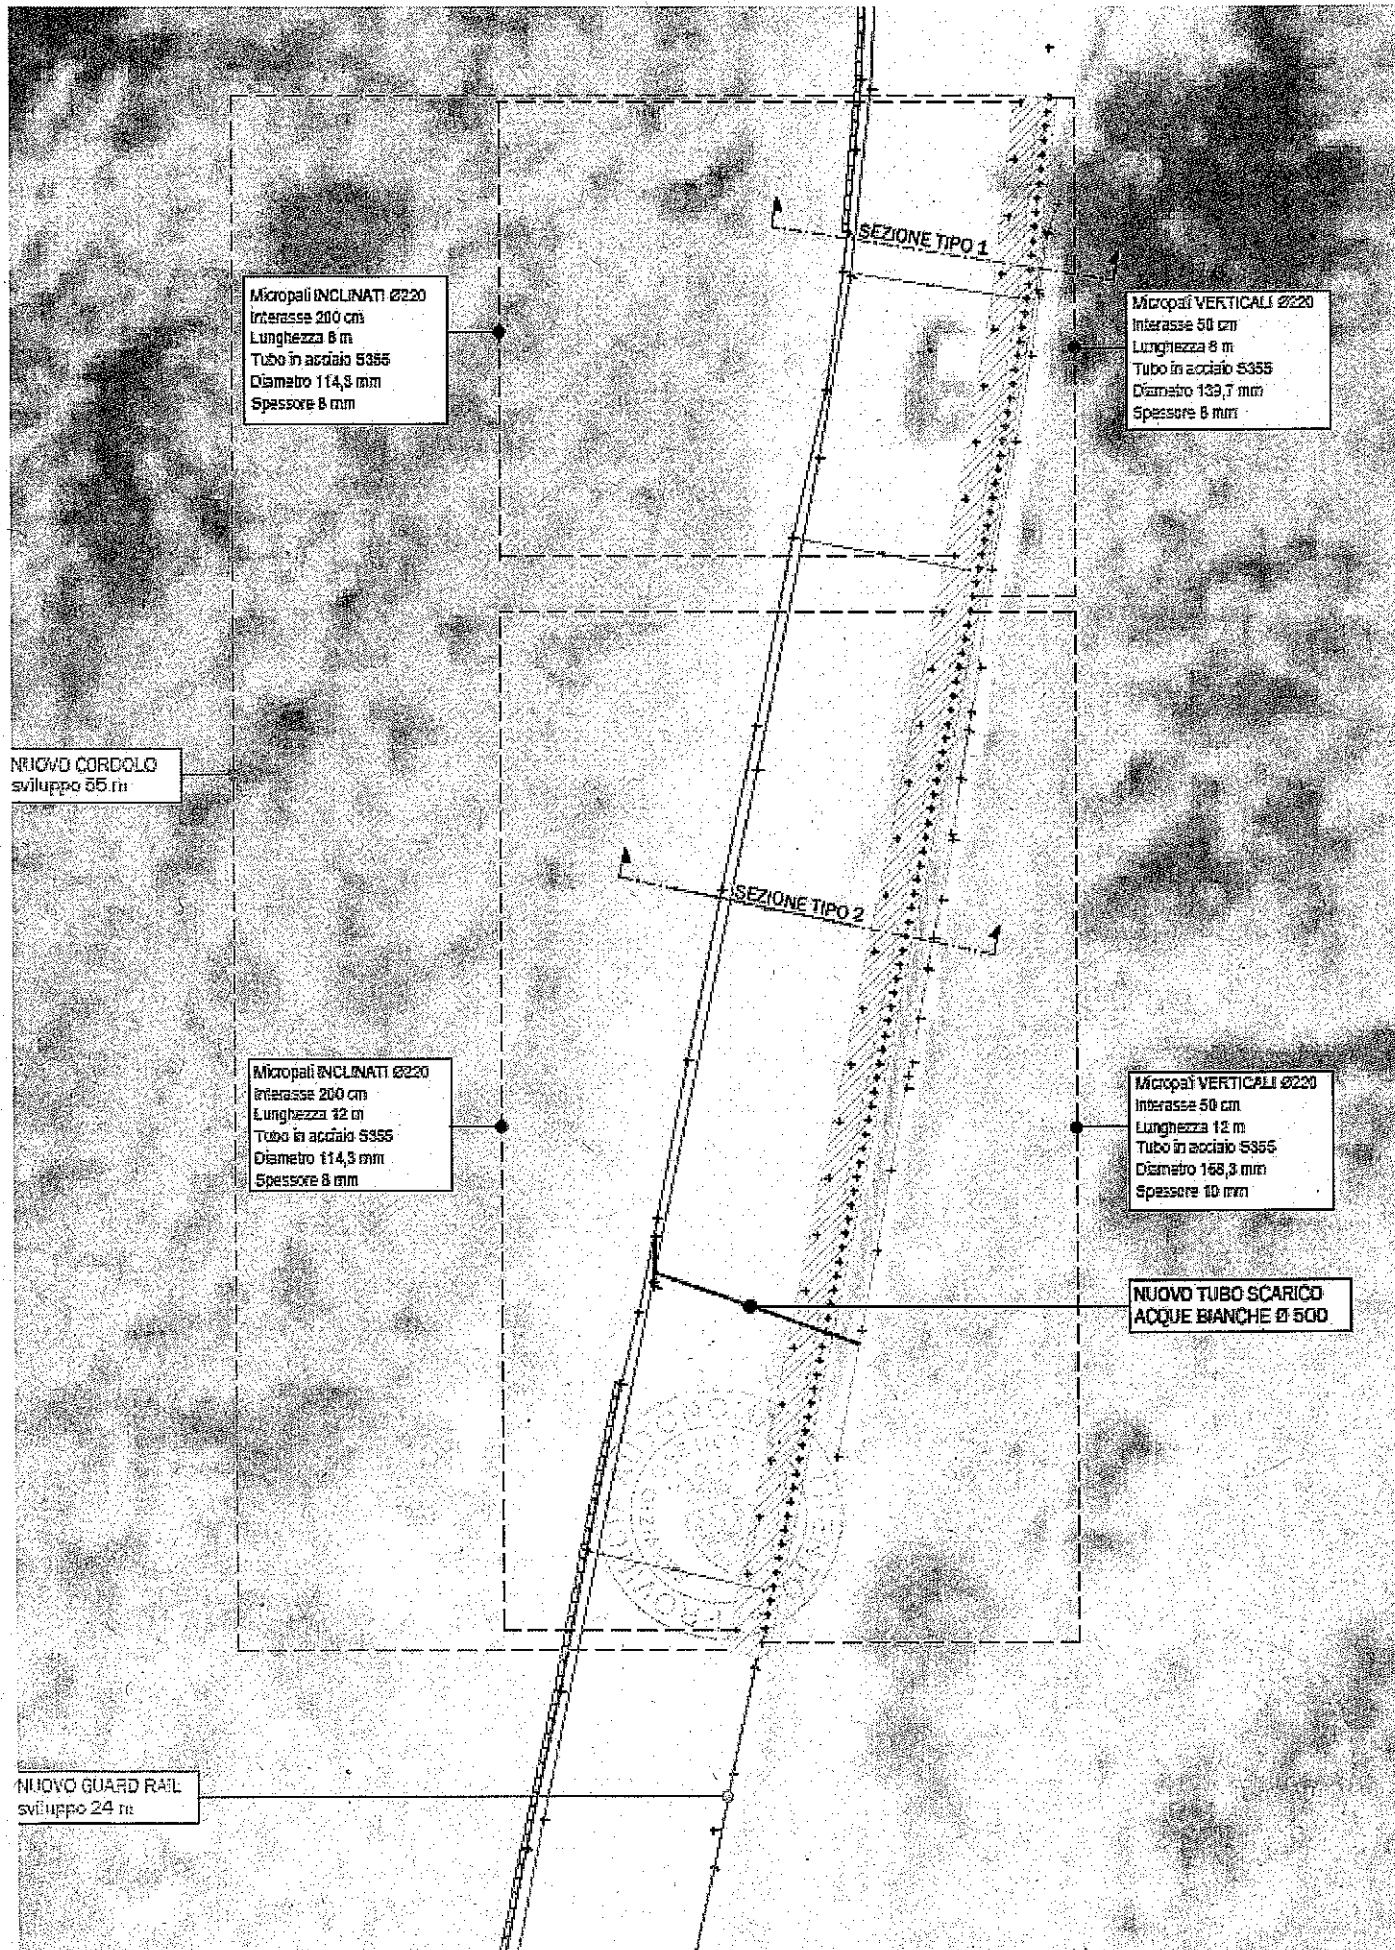 SEZIONE TIPO 1
Micropali INCLINATI Ø220
Interasse 200 cm
Lunghezza 8 m
Tubo in acciaio S355
Diametro 114,3 mm
Spessore 8 mm
Micropali VERTICALI Ø220
Interasse 50 cm
Lunghezza 8 m
Tubo in acciaio S355
Diametro 139,7 mm
Spessore 8 mm
NUOVO CORDOLO
sviluppo 55 m
SEZIONE TIPO 2
Micropali INCLINATI Ø220
Interasse 200 cm
Lunghezza 12 m
Tubo in acciaio S355
Diametro 114,3 mm
Spessore 8 mm
Micropali VERTICALI Ø220
Interasse 50 cm
Lunghezza 12 m
Tubo in acciaio S355
Diametro 168,3 mm
Spessore 10 mm
NUOVO TUBO SCARICO
ACQUE BIANCHE Ø 500
NUOVO GUARD RAIL
sviluppo 24 m